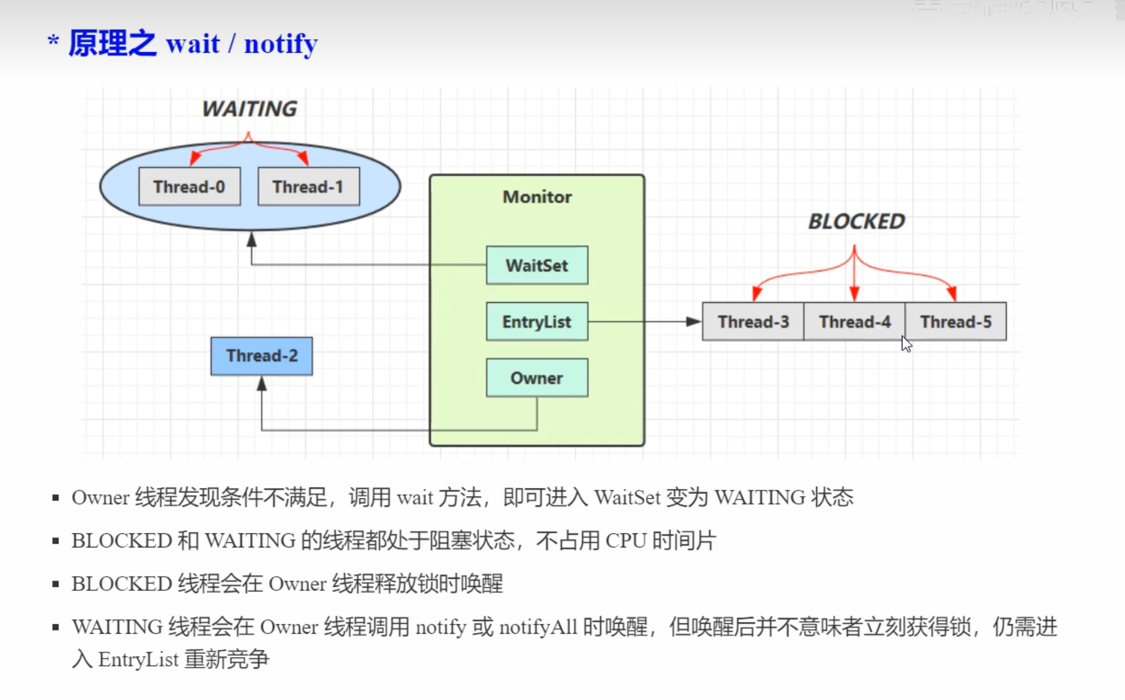 * 原理之 wait / notify
WAITING
Thread-0 Thread-1
Monitor
WaitSet
EntryList
Owner
Thread-2
BLOCKED
Thread-3 Thread-4 Thread-5
▪ Owner 线程发现条件不满足，调用 wait 方法，即可进入 WaitSet 变为 WAITING 状态
▪ BLOCKED 和 WAITING 的线程都处于阻塞状态，不占用 CPU 时间片
▪ BLOCKED 线程会在 Owner 线程释放锁时唤醒
▪ WAITING 线程会在 Owner 线程调用 notify 或 notifyAll 时唤醒，但唤醒后并不意味者立刻获得锁，仍需进
入 EntryList 重新竞争